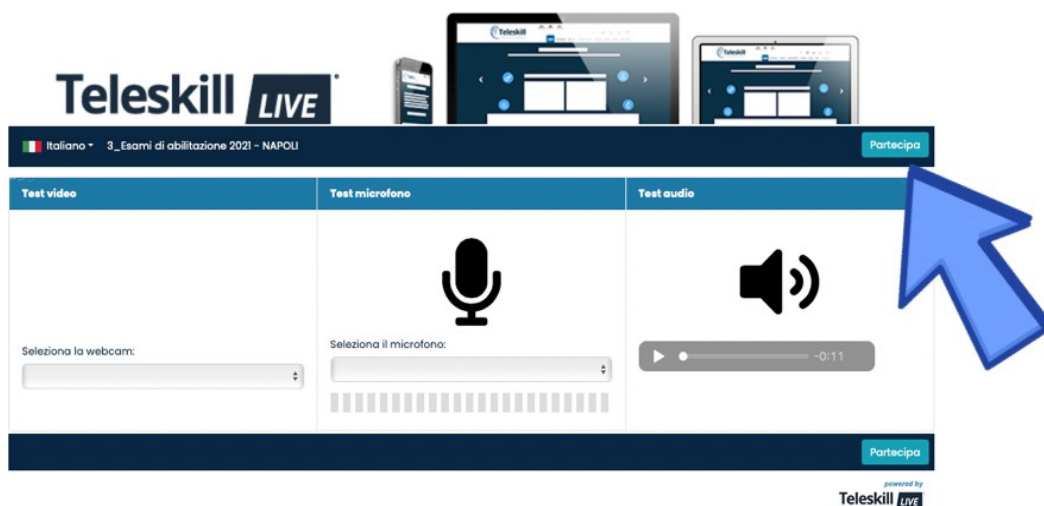 Teleskill LIVE
Teleskill
Teleskill
Italiano 3_Esami di abilitazione 2021 - NAPOLI Partecipa
Test video Test microfono Test audio
Seleziona la webcam: Seleziona il microfono:
-0:11
Partecipa
powered by
Teleskill LIVE